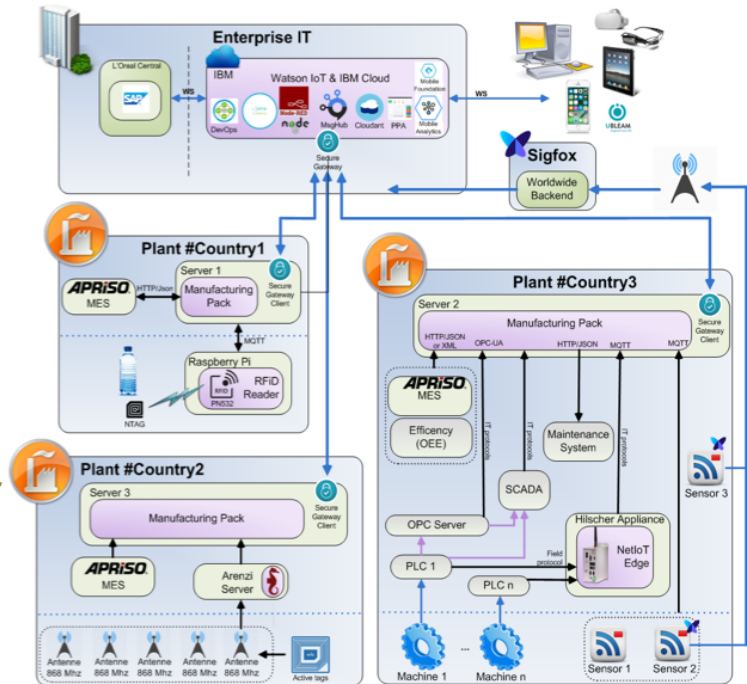 Enterprise IT
L'Oreal Central
SAP
WS
IBM
Watson IoT & IBM Cloud
Mobile
Foundation
DevOps
Node-RED
node
MsgHub
Cloudant
PPA
Mobile
Analytics
Secure
Gateway
WS
UBLEAM
Sigfox
Worldwide
Backend
Plant #Country1
Server 1
APRISO
MES
HTTP/Json
Manufacturing
Pack
Secure
Gateway
Client
MQTT
Raspberry Pi
RFiD
Reader
RFiD
PN532
NTAG
Plant #Country2
Server 3
Manufacturing Pack
Secure
Gateway
Client
APRISO
MES
Arenzi
Server
Antenne
868 Mhz
Antenne
868 Mhz
Antenne
868 Mhz
Antenne
868 Mhz
Antenne
868 Mhz
Active tags
Plant #Country3
Server 2
Manufacturing Pack
Secure
Gateway
Client
HTTP/JSON
or XML
OPC-UA
HTTP/JSON
MQTT
MQTT
APRISO
MES
Efficency
(OEE)
IT protocols
IT protocols
Maintenance
System
IT protocols
SCADA
OPC Server
PLC 1
Field
protocol
PLC n
Hilscher Appliance
NetIoT
Edge
Sensor 3
Machine 1
...
Machine n
Sensor 1
Sensor 2